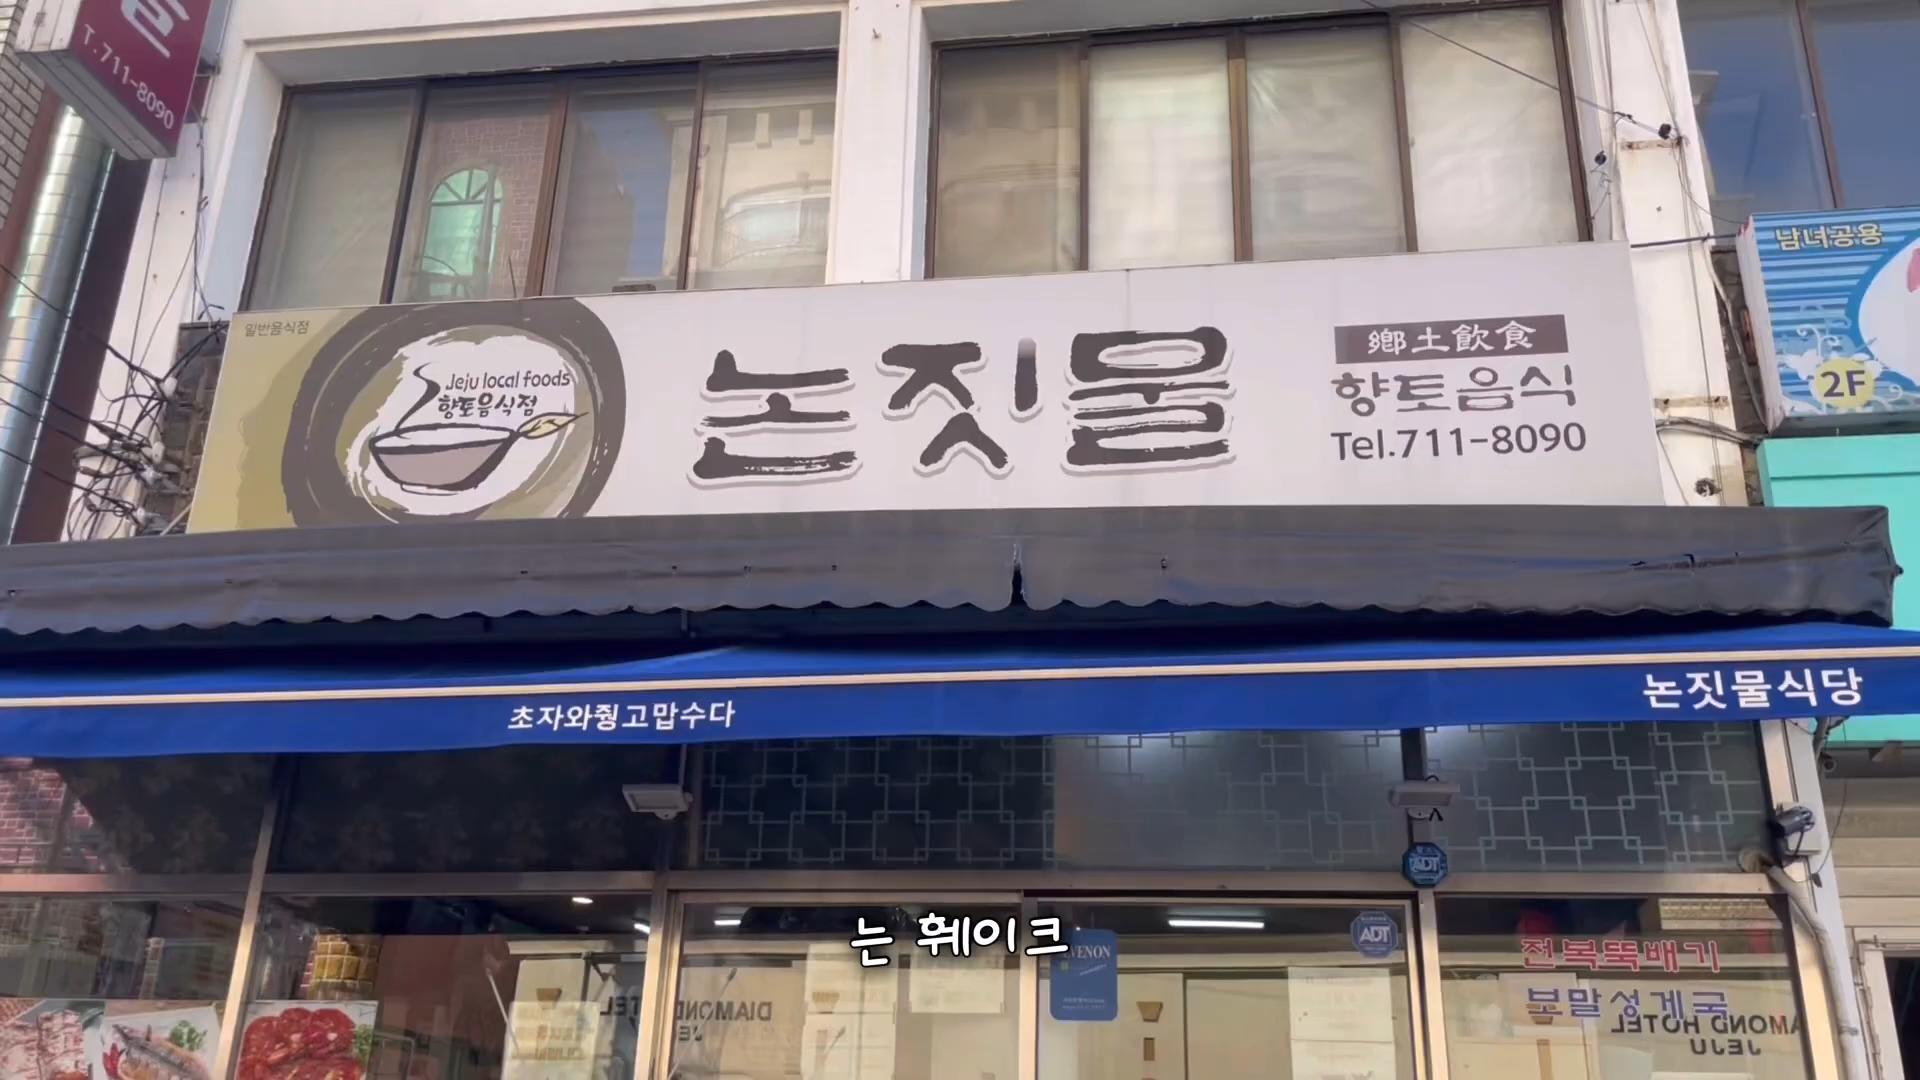 T.711-8090
남녀공용
2F
일반음식점
Jeju local foods
향토음식점
논짓물
鄕土飮食
향토음식
Tel.711-8090
초자와줭고맙수다
논짓물식당
ADT
ADT
는 훼이크
전복뚝배기
보말성게국
DIAMOND HOTEL
JEJU